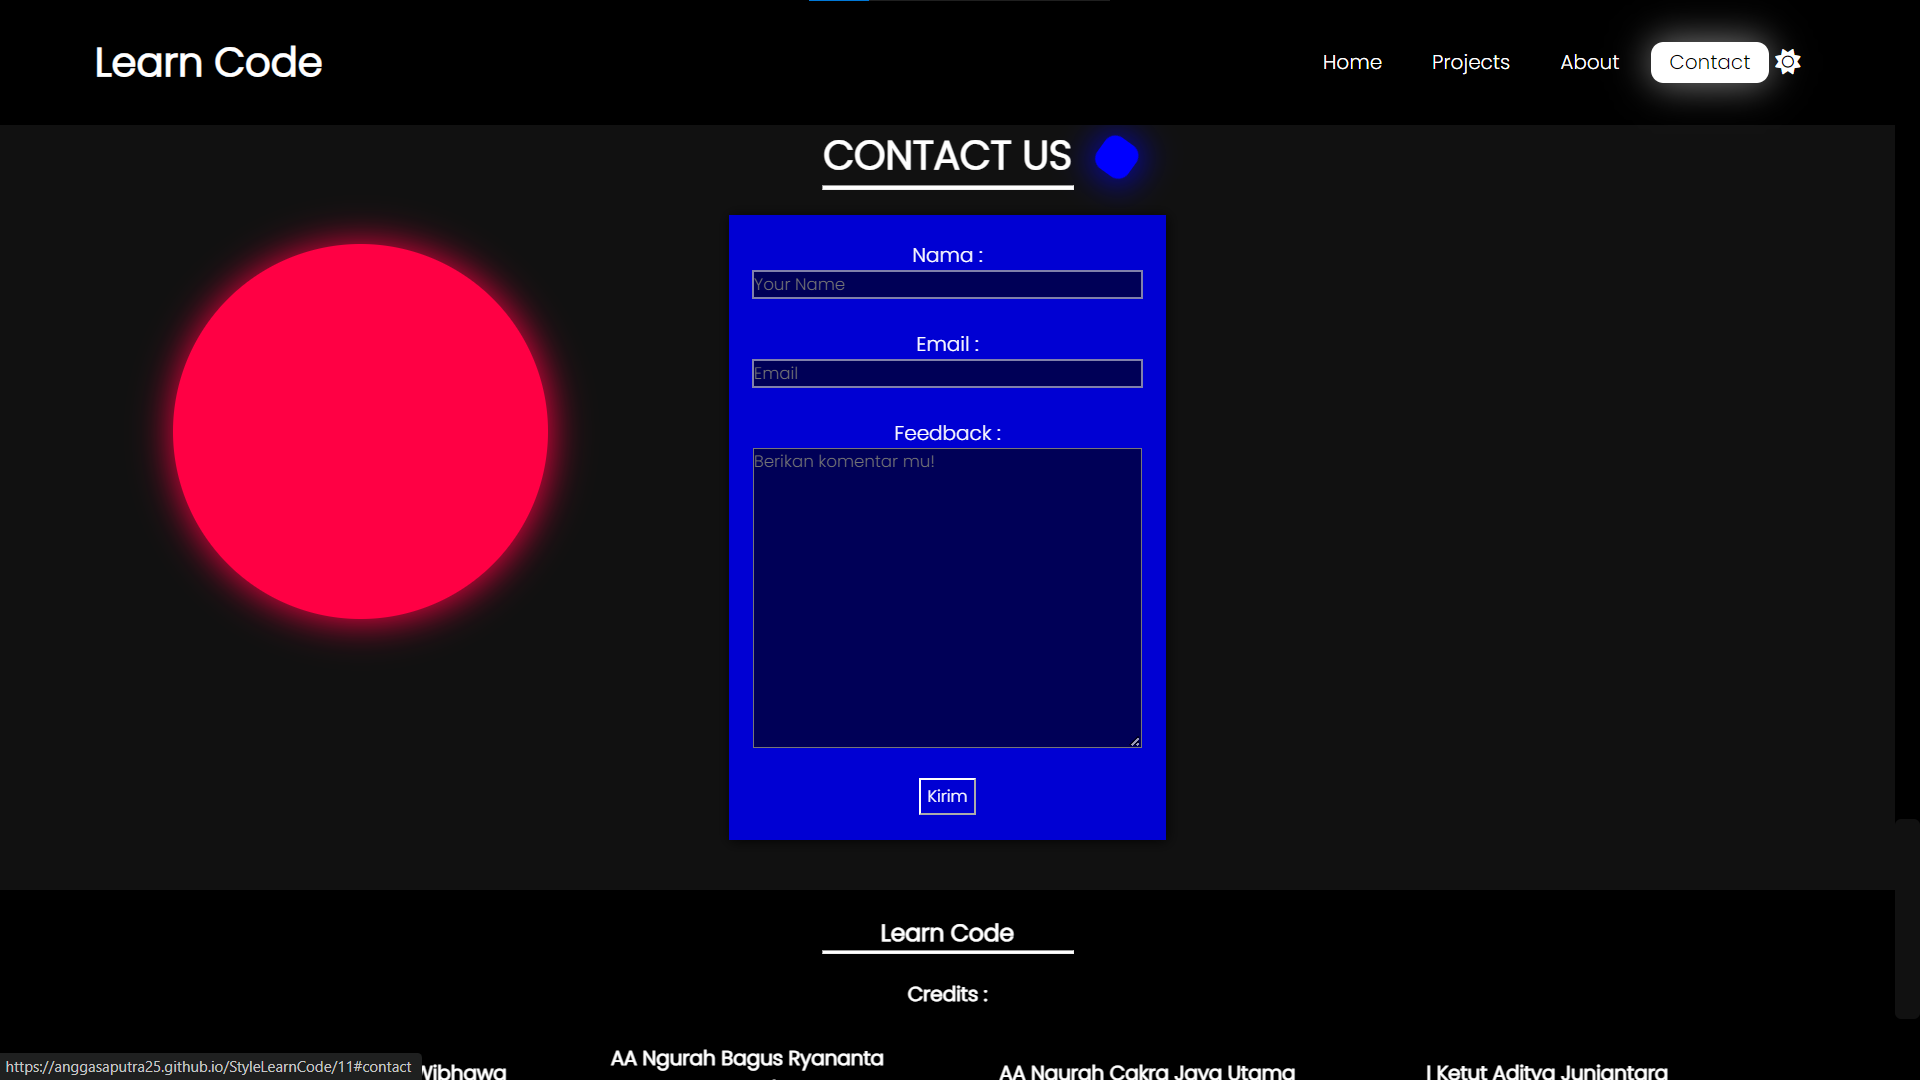 Learn Code
Home
Projects
About
Contact
CONTACT US
Nama :
Your Name
Email :
Email
Feedback :
Berikan komentar mu!
Kirim
Learn Code
Credits :
Wibhawa
AA Ngurah Bagus Ryananta
AA Ngurah Cakra Jaya Utama
I Ketut Aditya Juniantara
https://anggasaputra25.github.io/StyleLearnCode/11#contact